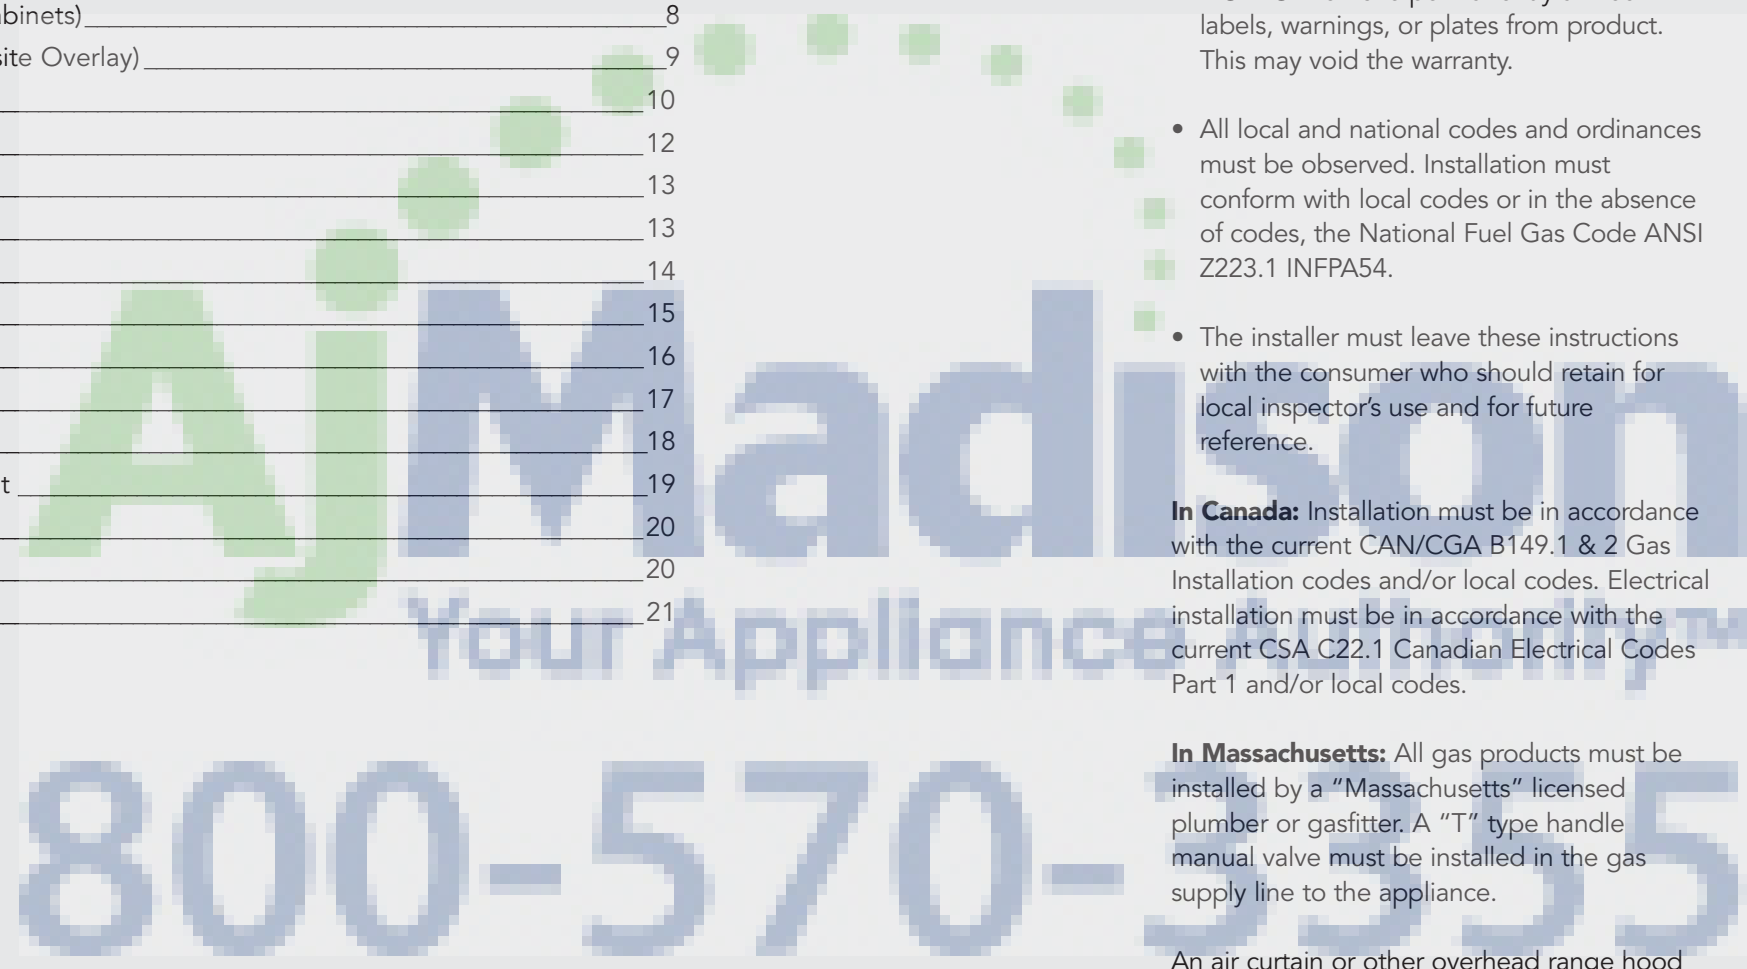 abinets) 8
site Overlay) 9
10
12
13
13
14
15
16
17
18
t 19
20
20
21
labels, warnings, or plates from product.
This may void the warranty.
• All local and national codes and ordinances
must be observed. Installation must
conform with local codes or in the absence
of codes, the National Fuel Gas Code ANSI
Z223.1 INFPA54.
• The installer must leave these instructions
with the consumer who should retain for
local inspector’s use and for future
reference.
In Canada: Installation must be in accordance
with the current CAN/CGA B149.1 & 2 Gas
Installation codes and/or local codes. Electrical
installation must be in accordance with the
current CSA C22.1 Canadian Electrical Codes
Part 1 and/or local codes.
In Massachusetts: All gas products must be
installed by a “Massachusetts” licensed
plumber or gasfitter. A “T” type handle
manual valve must be installed in the gas
supply line to the appliance.
An air curtain or other overhead range hood
AjMadison
Your Appliance Authority™
800-570-3355